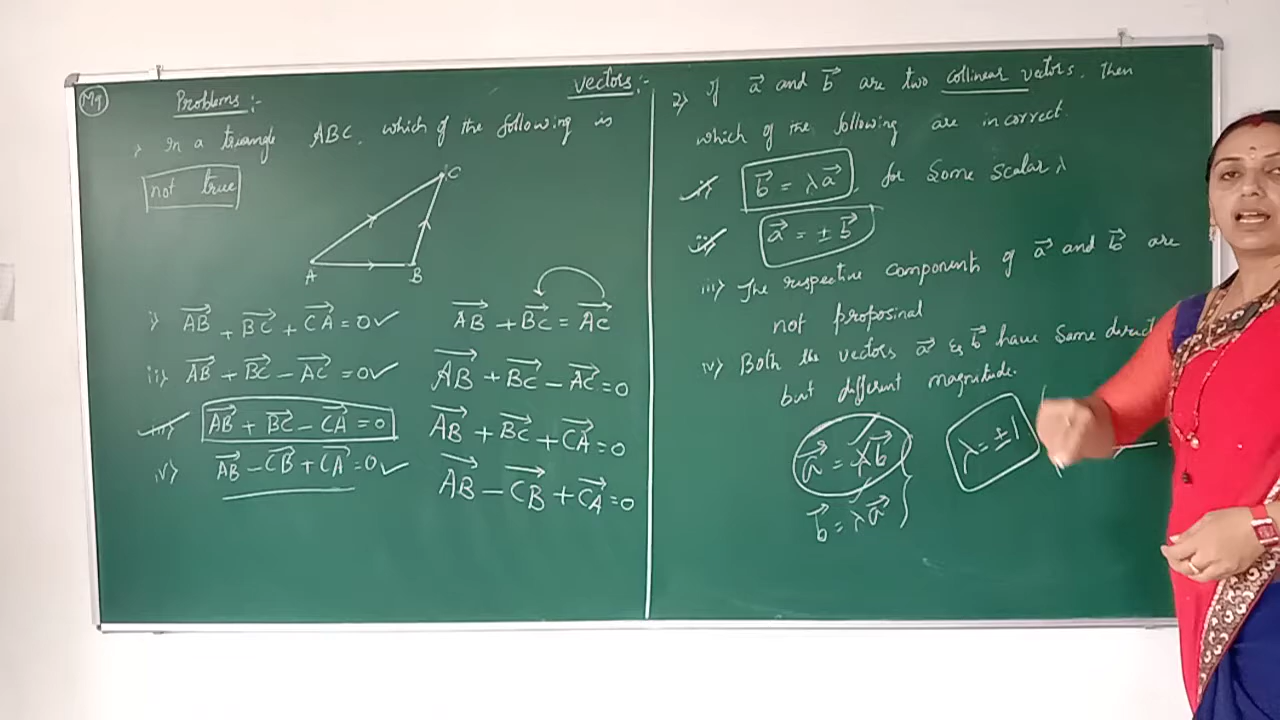 M9
Vectors:-
Problems:-
1) In a triangle ABC, which of the following is
not true
C
A
B
i) AB→ + BC→ + CA→ = 0 ✓
ii) AB→ + BC→ - AC→ = 0 ✓
iii) AB→ + BC→ - CA→ = 0
iv) AB→ - CB→ + CA→ = 0 ✓
AB→ + BC→ = AC→
AB→ + BC→ - AC→ = 0
AB→ + BC→ + CA→ = 0
AB→ - CB→ + CA→ = 0
2) If a→ and b→ are two collinear vectors. Then
which of the following are incorrect.
i) b→ = λa→, for some scalar λ
ii) a→ = ± b→
iii) The respective components of a→ and b→ are
not proposinal
iv) Both the vectors a→ & b→ have same direct
but different magnitude.
a→ = λb→
b→ = λa→
λ = ±1